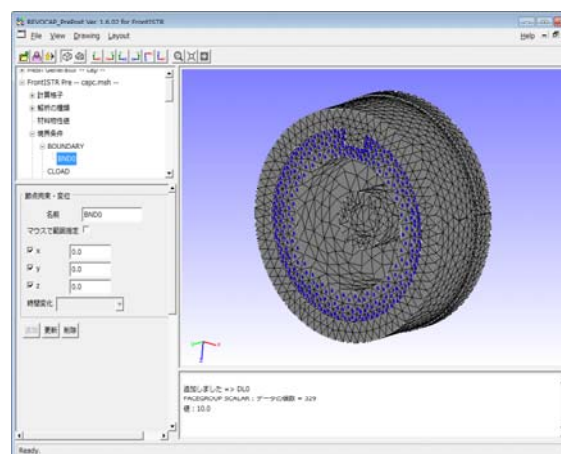 REVOCAP_PrePost Ver. 1.6.02 for FrontISTR
File View Drawing Layout Help
FrontISTR Pre -- capc.msh --
計算格子
解析の種類
材料物性値
境界条件
BOUNDARY
BND0
CLOAD
節点拘束・変位
名前 BND0
マウスで範囲指定
x 0.0
y 0.0
z 0.0
時間変化
追加 更新 削除
追加しました => DL0
FACEGROUP SCALAR : データの個数 = 329
値 : 10.0
Ready.